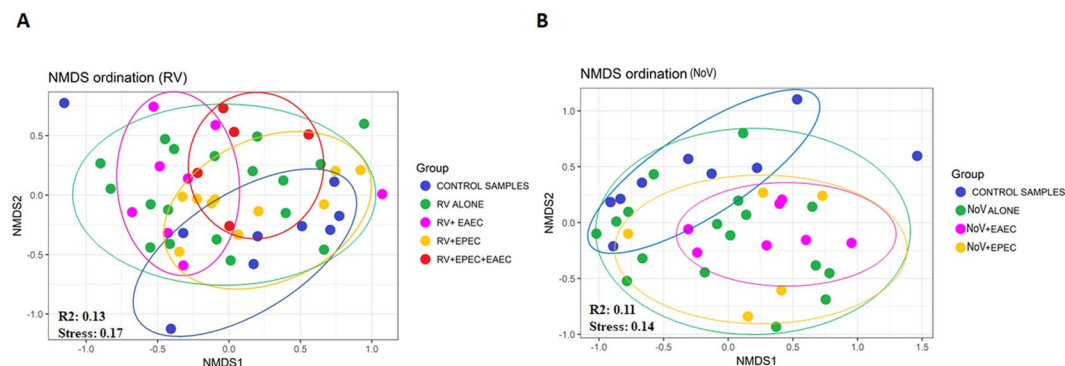 A
NMDS ordination (RV)
NMDS2
0.5
0.0
-0.5
-1.0
R2: 0.13
Stress: 0.17
-1.0
-0.5
0.0
0.5
1.0
NMDS1
Group
CONTROL SAMPLES
RV ALONE
RV+ EAEC
RV+EPEC
RV+EPEC+EAEC
B
NMDS ordination (NoV)
NMDS2
1.0
0.5
0.0
-0.5
-1.0
R2: 0.11
Stress: 0.14
-1.0
-0.5
0.0
0.5
1.0
1.5
NMDS1
Group
CONTROL SAMPLES
NoV ALONE
NoV+EAEC
NoV+EPEC